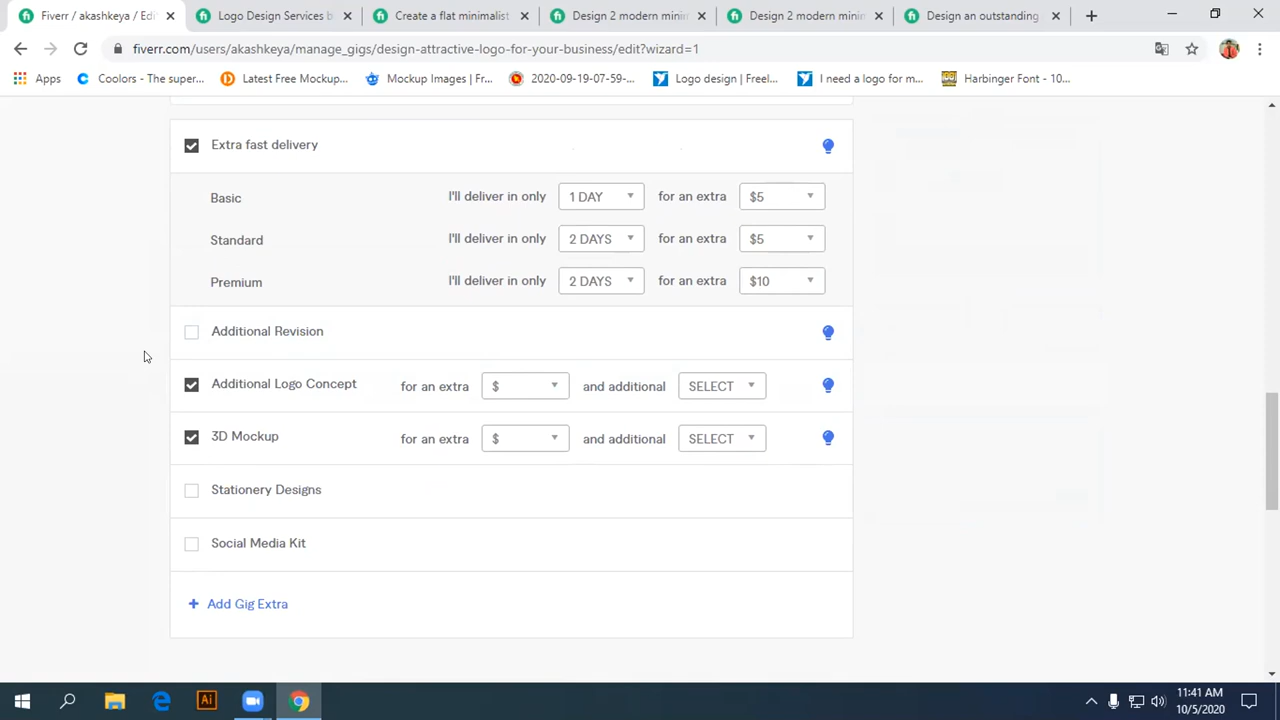 Fiverr / akashkeya / Edi
Logo Design Services b
Create a flat minimalist
Design 2 modern minim
Design 2 modern minim
Design an outstanding
fiverr.com/users/akashkeya/manage_gigs/design-attractive-logo-for-your-business/edit?wizard=1
Apps
Coolors - The super...
Latest Free Mockup...
Mockup Images | Fr...
2020-09-19-07-59-...
Logo design | Freel...
I need a logo for m...
Harbinger Font - 10...
Extra fast delivery
Basic I'll deliver in only 1 DAY for an extra $5
Standard I'll deliver in only 2 DAYS for an extra $5
Premium I'll deliver in only 2 DAYS for an extra $10
Additional Revision
Additional Logo Concept for an extra $ and additional SELECT
3D Mockup for an extra $ and additional SELECT
Stationery Designs
Social Media Kit
+ Add Gig Extra
Ai
11:41 AM
10/5/2020